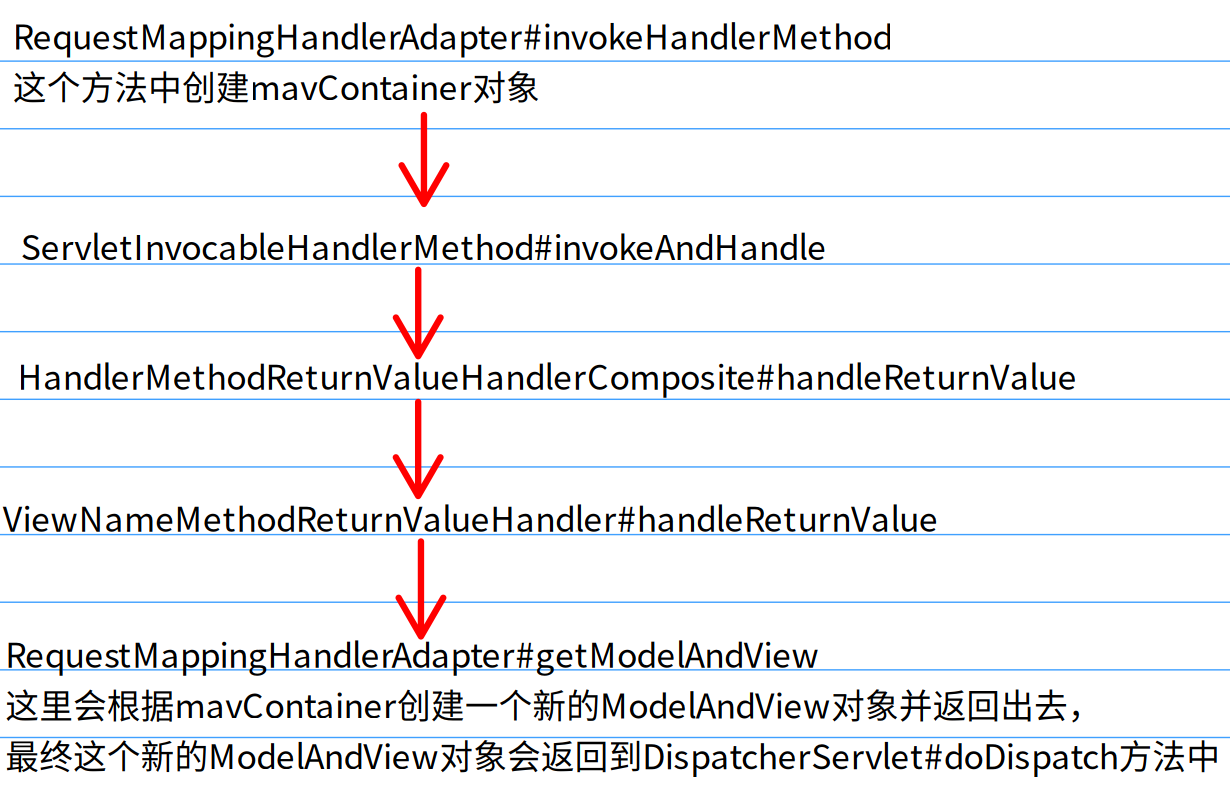 RequestMappingHandlerAdapter#invokeHandlerMethod
这个方法中创建mavContainer对象
ServletInvocableHandlerMethod#invokeAndHandle
HandlerMethodReturnValueHandlerComposite#handleReturnValue
ViewNameMethodReturnValueHandler#handleReturnValue
RequestMappingHandlerAdapter#getModelAndView
这里会根据mavContainer创建一个新的ModelAndView对象并返回出去，
最终这个新的ModelAndView对象会返回到DispatcherServlet#doDispatch方法中